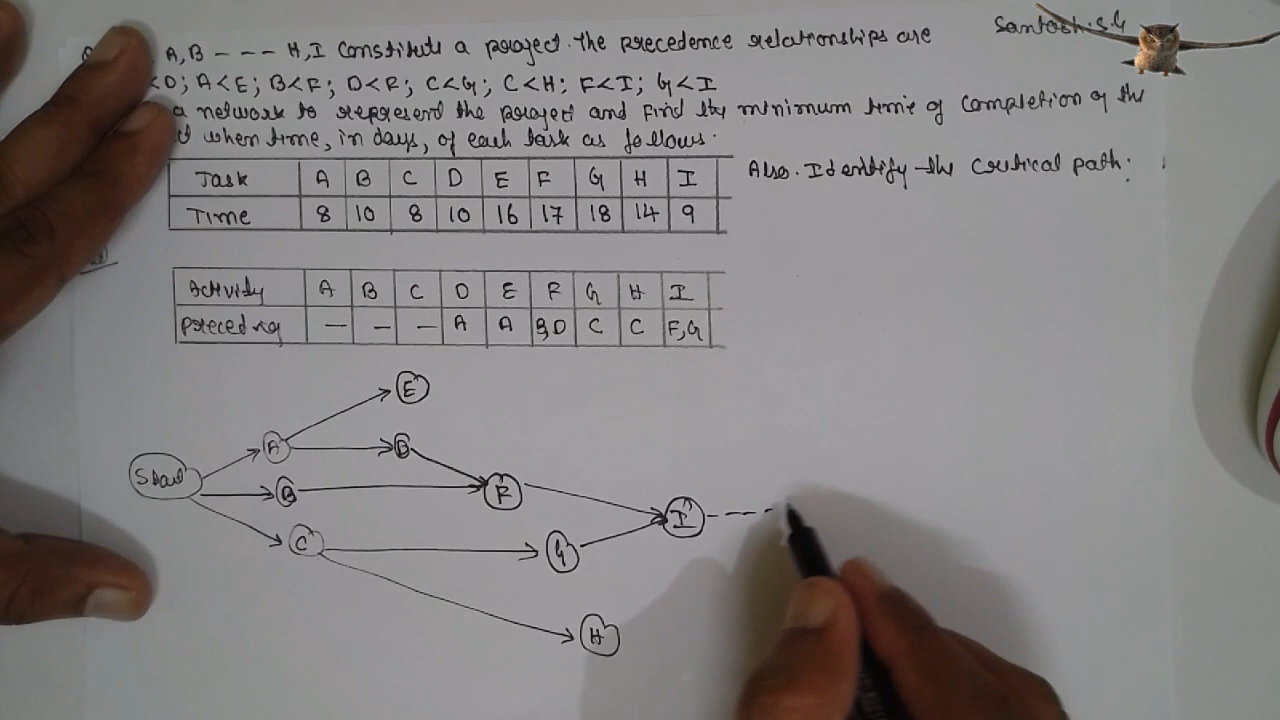 A, B --- H, I Constitute a project. The precedence relationships are
Santosh.S.G
<D; A<E; B<F; D<F; C<G; C<H; F<I; G<I
a network to represent the project and find the minimum time of completion of the
when time, in days, of each task as follows.
Also. Identify the critical path.
Task A B C D E F G H I
Time 8 10 8 10 16 17 18 14 9
Activity A B C D E F G H I
preceding — — — A A B,D C C F,G
E
A B
Start
B F
I ---
C G
H